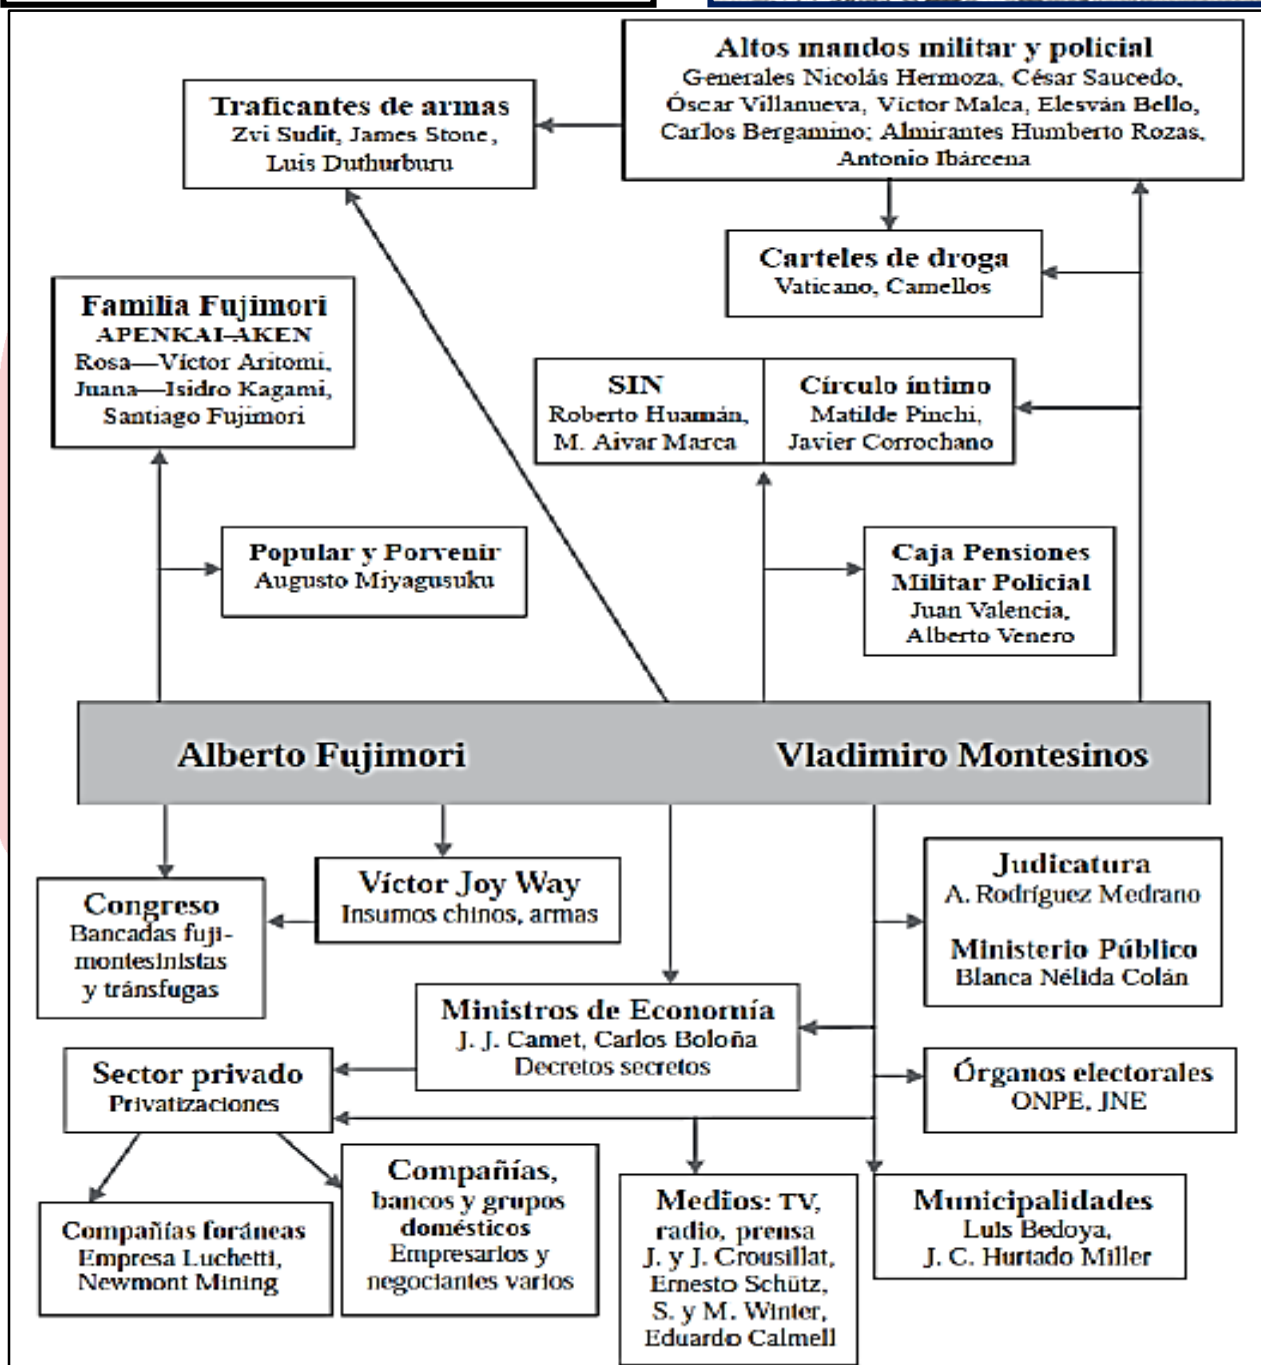 Altos mandos militar y policial
Generales Nicolás Hermoza, César Saucedo,
Óscar Villanueva, Víctor Malca, Elesván Bello,
Carlos Bergamino; Almirantes Humberto Rozas,
Antonio Ibárcena
Traficantes de armas
Zvi Sudit, James Stone,
Luis Duthurburu
Carteles de droga
Vaticano, Camellos
Familia Fujimori
APENKAI-AKEN
Rosa—Víctor Aritomi,
Juana—Isidro Kagami,
Santiago Fujimori
SIN
Roberto Huamán,
M. Aivar Marca
Círculo íntimo
Matilde Pinchi,
Javier Corrochano
Popular y Porvenir
Augusto Miyagusuku
Caja Pensiones
Militar Policial
Juan Valencia,
Alberto Venero
Alberto Fujimori
Vladimiro Montesinos
Congreso
Bancadas fuji-
montesinistas
y tránsfugas
Víctor Joy Way
Insumos chinos, armas
Judicatura
A. Rodríguez Medrano
Ministerio Público
Blanca Nélida Colán
Ministros de Economía
J. J. Camet, Carlos Boloña
Decretos secretos
Sector privado
Privatizaciones
Órganos electorales
ONPE, JNE
Compañías foráneas
Empresa Luchetti,
Newmont Mining
Compañías,
bancos y grupos
domésticos
Empresarios y
negociantes varios
Medios: TV,
radio, prensa
J. y J. Crousillat,
Ernesto Schütz,
S. y M. Winter,
Eduardo Calmell
Municipalidades
Luis Bedoya,
J. C. Hurtado Miller